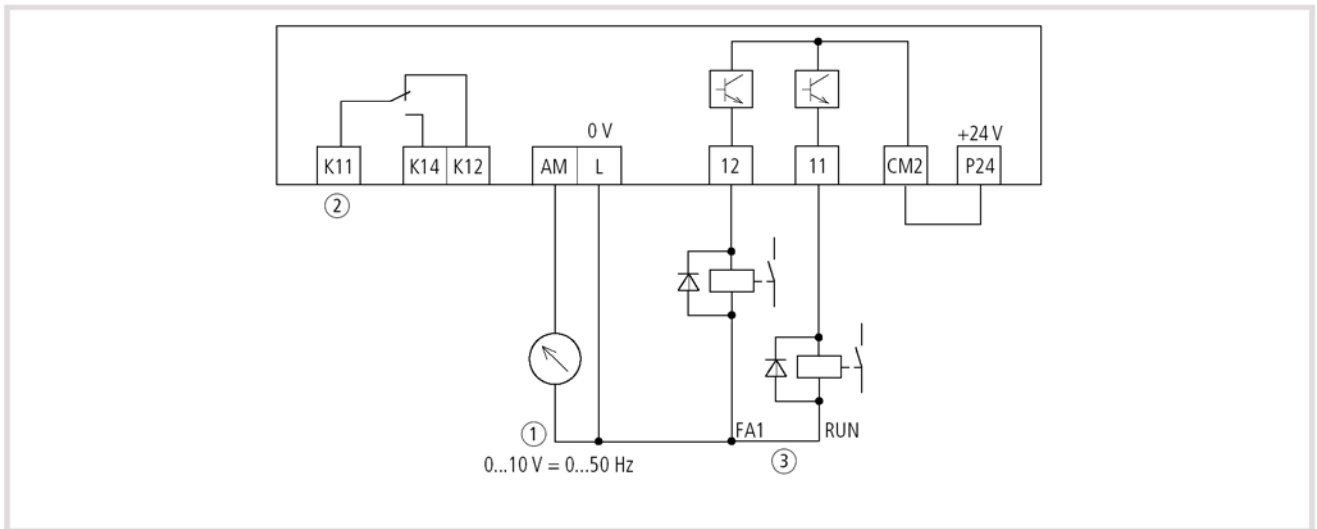 0 V
+24 V
K11 K14 K12 AM L 12 11 CM2 P24
②
① FA1 RUN
③
0...10 V = 0...50 Hz